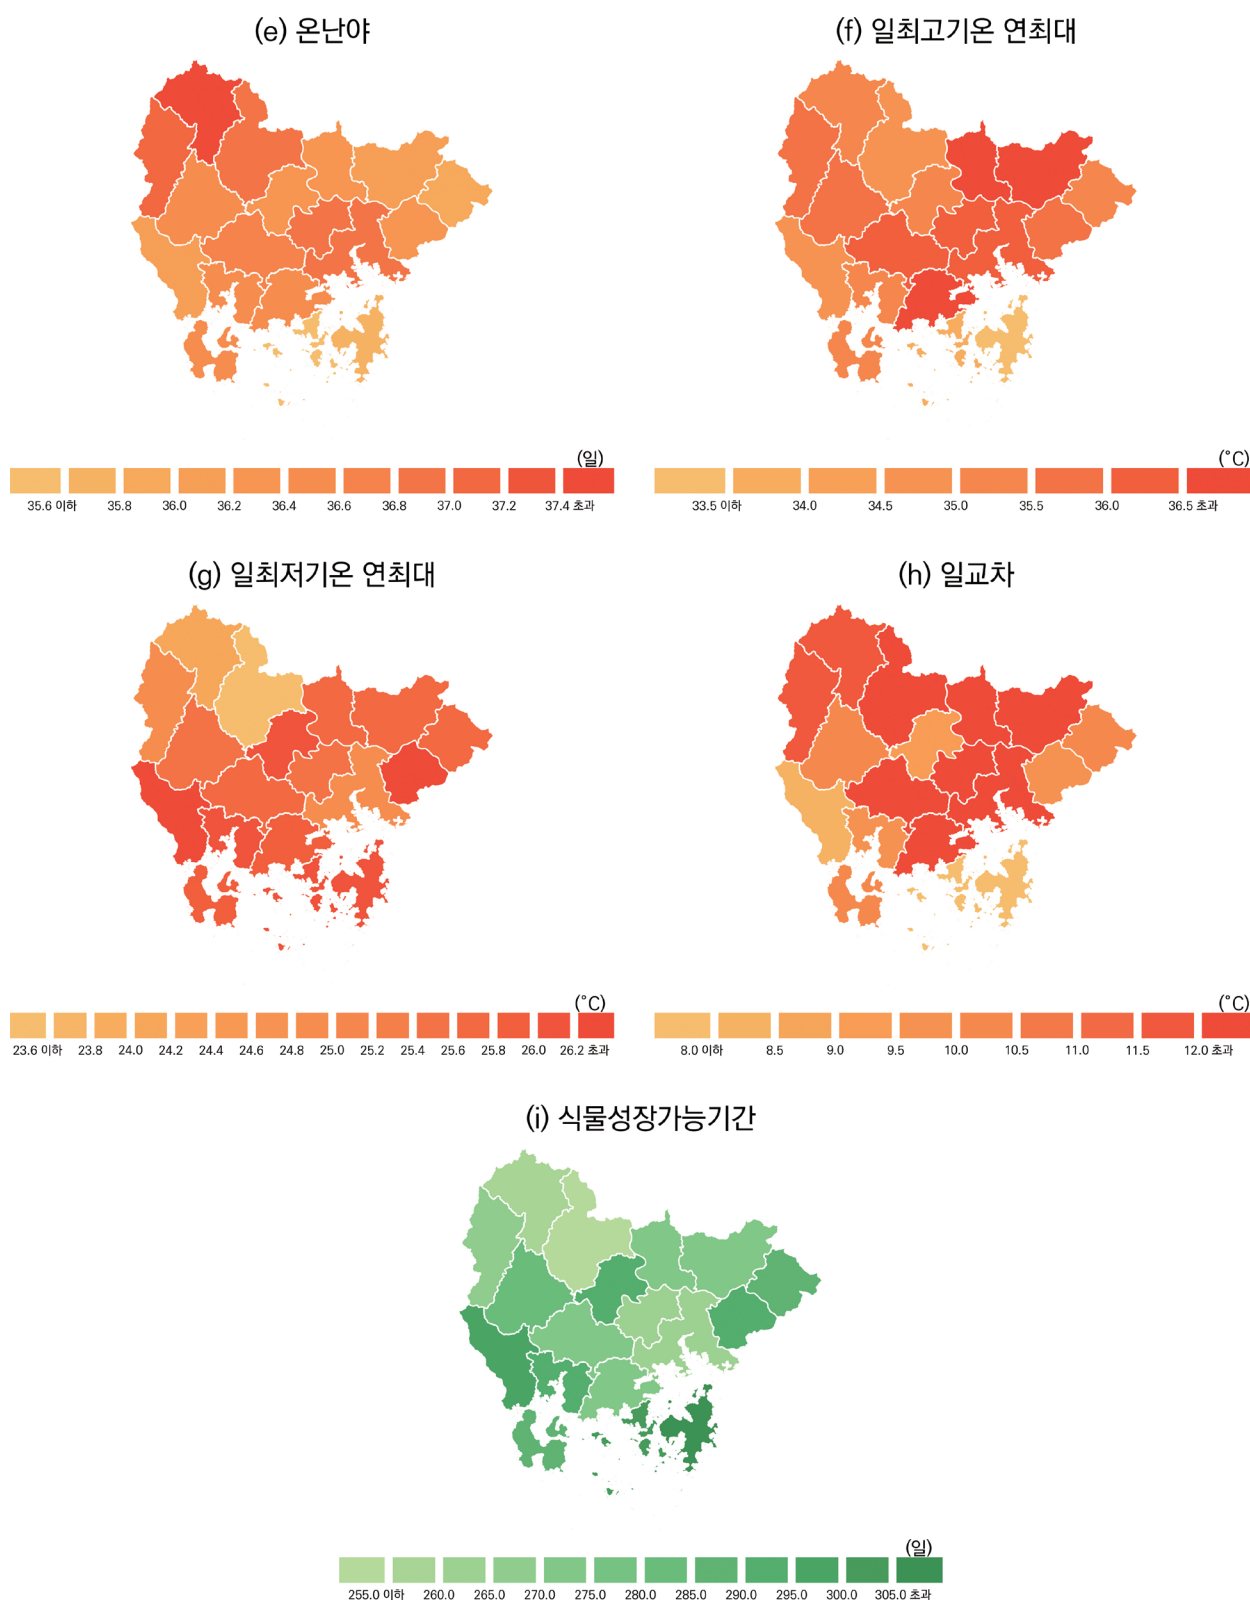 (e) 온난야
(f) 일최고기온 연최대
(일)
35.6 이하 35.8 36.0 36.2 36.4 36.6 36.8 37.0 37.2 37.4 초과
(°C)
33.5 이하 34.0 34.5 35.0 35.5 36.0 36.5 초과
(g) 일최저기온 연최대
(h) 일교차
(°C)
23.6 이하 23.8 24.0 24.2 24.4 24.6 24.8 25.0 25.2 25.4 25.6 25.8 26.0 26.2 초과
(°C)
8.0 이하 8.5 9.0 9.5 10.0 10.5 11.0 11.5 12.0 초과
(i) 식물성장가능기간
(일)
255.0 이하 260.0 265.0 270.0 275.0 280.0 285.0 290.0 295.0 300.0 305.0 초과